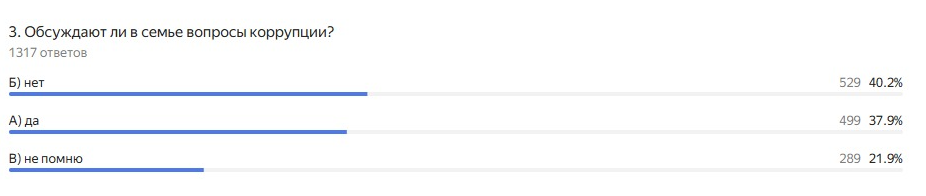 3. Обсуждают ли в семье вопросы коррупции?
1317 ответов
Б) нет 529 40.2%
А) да 499 37.9%
В) не помню 289 21.9%